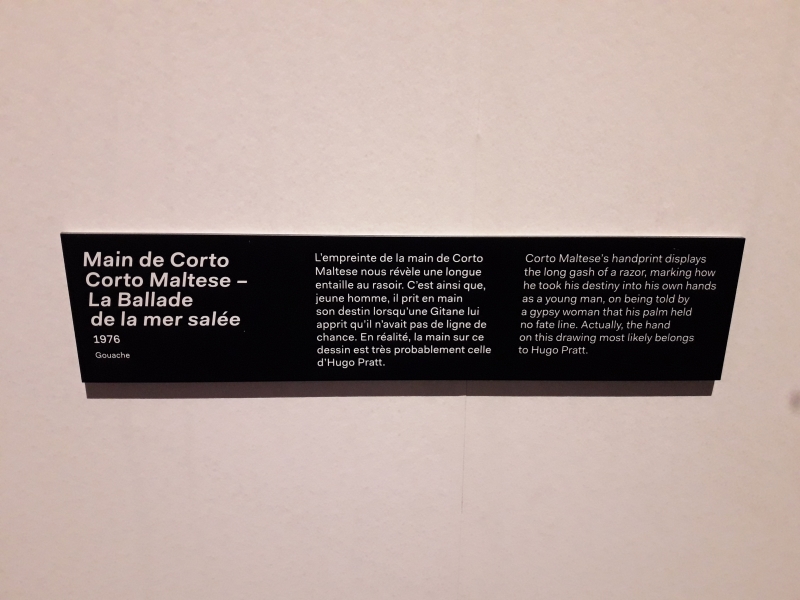 Main de Corto
Corto Maltese –
La Ballade
de la mer salée
1976
Gouache
L'empreinte de la main de Corto
Maltese nous révèle une longue
entaille au rasoir. C'est ainsi que,
jeune homme, il prit en main
son destin lorsqu'une Gitane lui
apprit qu'il n'avait pas de ligne de
chance. En réalité, la main sur ce
dessin est très probablement celle
d'Hugo Pratt.
Corto Maltese's handprint displays
the long gash of a razor, marking how
he took his destiny into his own hands
as a young man, on being told by
a gypsy woman that his palm held
no fate line. Actually, the hand
on this drawing most likely belongs
to Hugo Pratt.